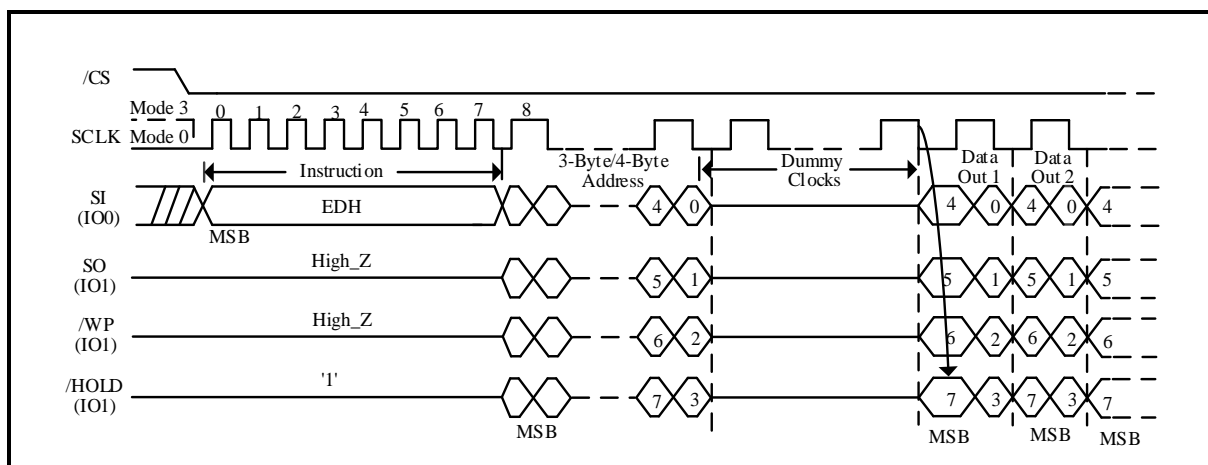 /CS
Mode 3
0 1 2 3 4 5 6 7 8
SCLK Mode 0
Instruction
3-Byte/4-Byte
Address
Dummy
Clocks
Data
Out 1
Data
Out 2
SI
(IO0)
EDH
4 0 4 0 4 0 4
MSB
SO
(IO1)
High_Z
5 1 5 1 5 1 5
/WP
(IO1)
High_Z
6 2 6 2 6 2 6
/HOLD
(IO1)
'1'
7 3 7 3 7 3 7
MSB MSB MSB MSB